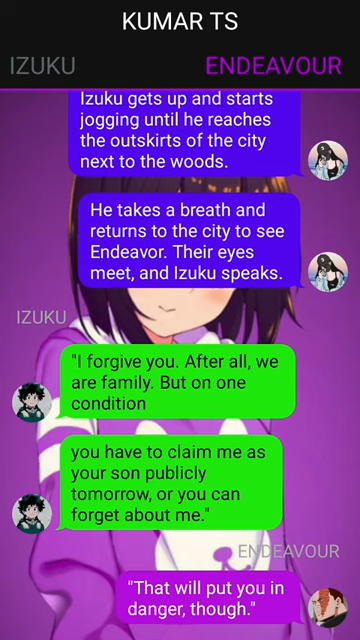 KUMAR TS
IZUKU
ENDEAVOUR
Izuku gets up and starts
jogging until he reaches
the outskirts of the city
next to the woods.
He takes a breath and
returns to the city to see
Endeavor. Their eyes
meet, and Izuku speaks.
IZUKU
"I forgive you. After all, we
are family. But on one
condition
you have to claim me as
your son publicly
tomorrow, or you can
forget about me."
ENDEAVOUR
"That will put you in
danger, though."